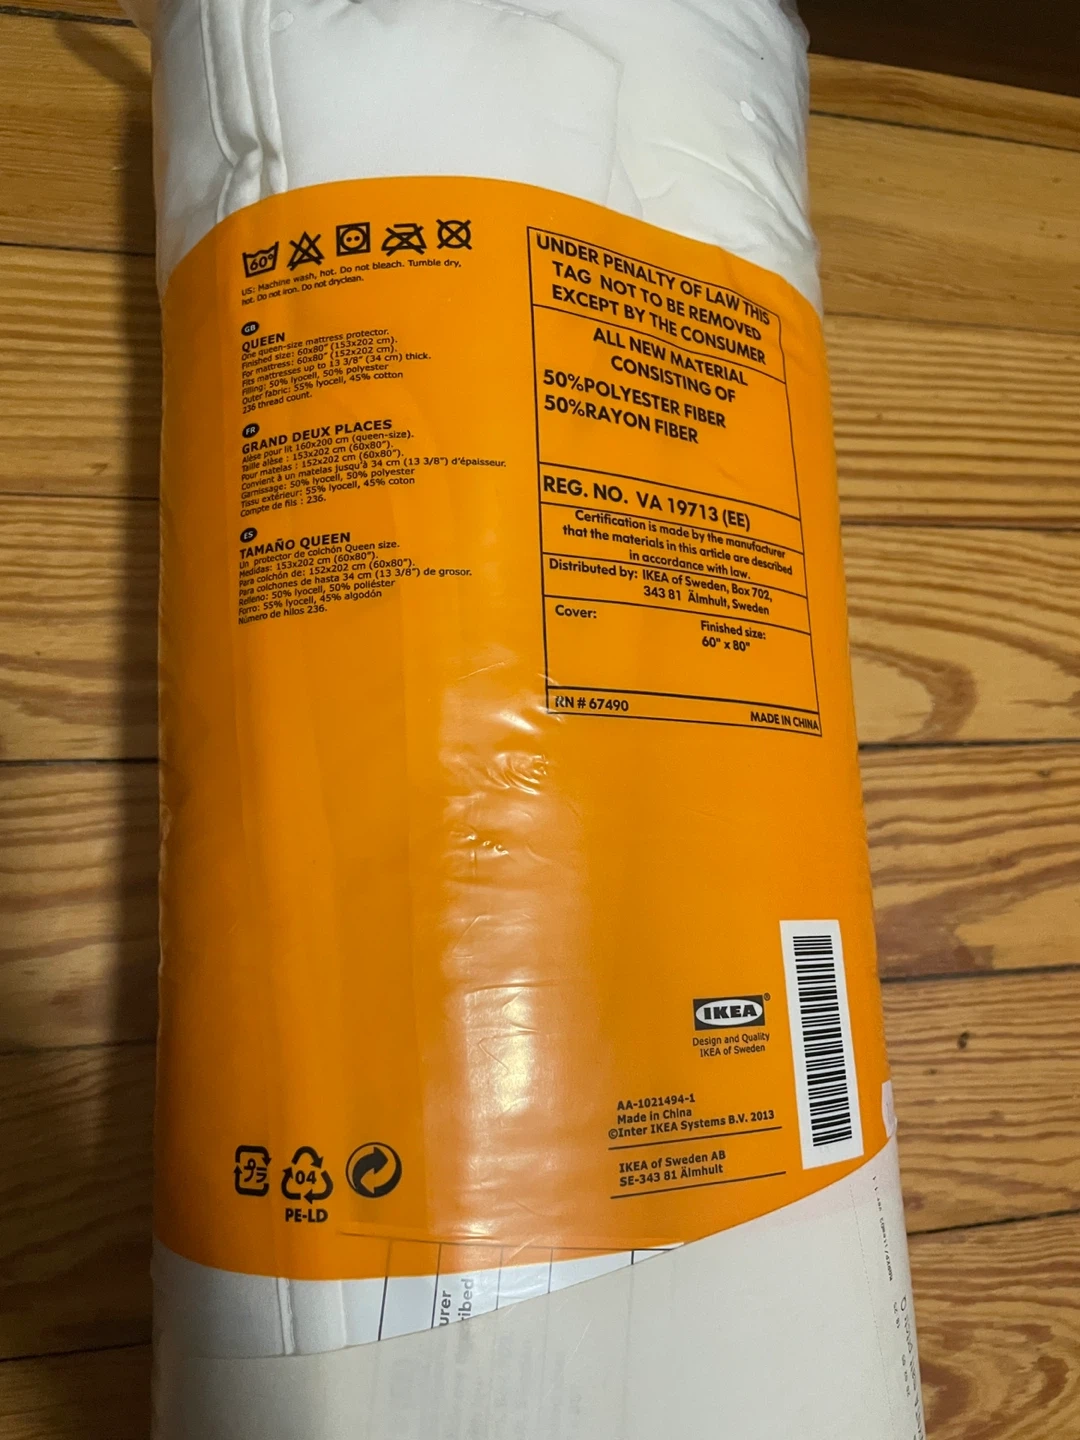 60°
US: Machine wash, hot. Do not bleach. Tumble dry,
hot. Do not iron. Do not dryclean.
GB
QUEEN
One queen-size mattress protector.
Finished size: 60x80" (153x202 cm).
For mattress: 60x80" (152x202 cm).
Fits mattresses up to 13 3/8" (34 cm) thick.
Filling: 50% lyocell, 50% polyester
Outer fabric: 55% lyocell, 45% cotton
236 thread count.
FR
GRAND DEUX PLACES
Alèse pour lit 160x200 cm (queen-size).
Taille alèse : 153x202 cm (60x80").
Pour matelas : 152x202 cm (60x80").
Convient à un matelas jusqu'à 34 cm (13 3/8") d'épaisseur.
Garnissage: 50% lyocell, 50% polyester
Tissu extérieur: 55% lyocell, 45% coton
Compte de fils : 236.
ES
TAMAÑO QUEEN
Un protector de colchón Queen size.
Medidas: 153x202 cm (60x80").
Para colchón de: 152x202 cm (60x80").
Para colchones de hasta 34 cm (13 3/8") de grosor.
Relleno: 50% lyocell, 50% poliéster
Forro: 55% lyocell, 45% algodón
Número de hilos 236.
UNDER PENALTY OF LAW THIS
TAG NOT TO BE REMOVED
EXCEPT BY THE CONSUMER
ALL NEW MATERIAL
CONSISTING OF
50%POLYESTER FIBER
50%RAYON FIBER
REG. NO. VA 19713 (EE)
Certification is made by the manufacturer
that the materials in this article are described
in accordance with law.
Distributed by: IKEA of Sweden, Box 702,
343 81 Älmhult, Sweden
Cover:
Finished size:
60" x 80"
RN # 67490
MADE IN CHINA
IKEA®
Design and Quality
IKEA of Sweden
AA-1021494-1
Made in China
©Inter IKEA Systems B.V. 2013
IKEA of Sweden AB
SE-343 81 Älmhult
プラ
04
PE-LD
urer
ribed